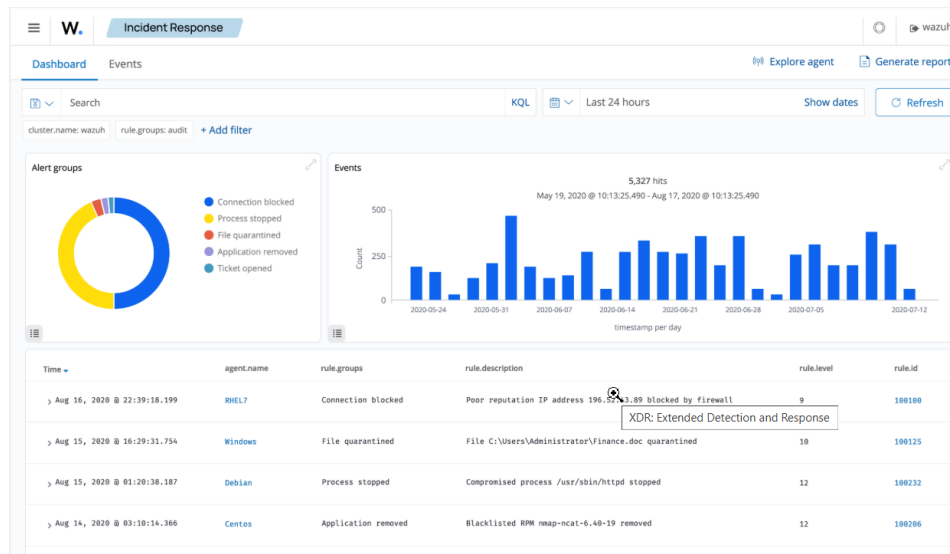 W.
Incident Response
wazuh
Dashboard
Events
Explore agent
Generate report
Search
KQL
Last 24 hours
Show dates
Refresh
cluster.name: wazuh
rule.groups: audit
+ Add filter
Alert groups
Connection blocked
Process stopped
File quarantined
Application removed
Ticket opened
Events
5,327 hits
May 19, 2020 @ 10:13:25.490 - Aug 17, 2020 @ 10:13:25.490
Count
500
250
0
2020-05-24 2020-05-31 2020-06-07 2020-06-14 2020-06-21 2020-06-28 2020-07-05 2020-07-12
timestamp per day
Time agent.name rule.groups rule.description rule.level rule.id
Aug 16, 2020 @ 22:39:18.199 RHEL7 Connection blocked Poor reputation IP address 3.89 blocked by firewall 9 100100
XDR: Extended Detection and Response
Aug 15, 2020 @ 16:29:31.754 Windows File quarantined File C:\Users\Administrator\Finance.doc quarantined 10 100125
Aug 15, 2020 @ 01:20:38.187 Debian Process stopped Compromised process /usr/sbin/httpd stopped 12 100232
Aug 14, 2020 @ 03:10:14.366 Centos Application removed Blacklisted RPM nmap-ncat-6.40-19 removed 12 100206